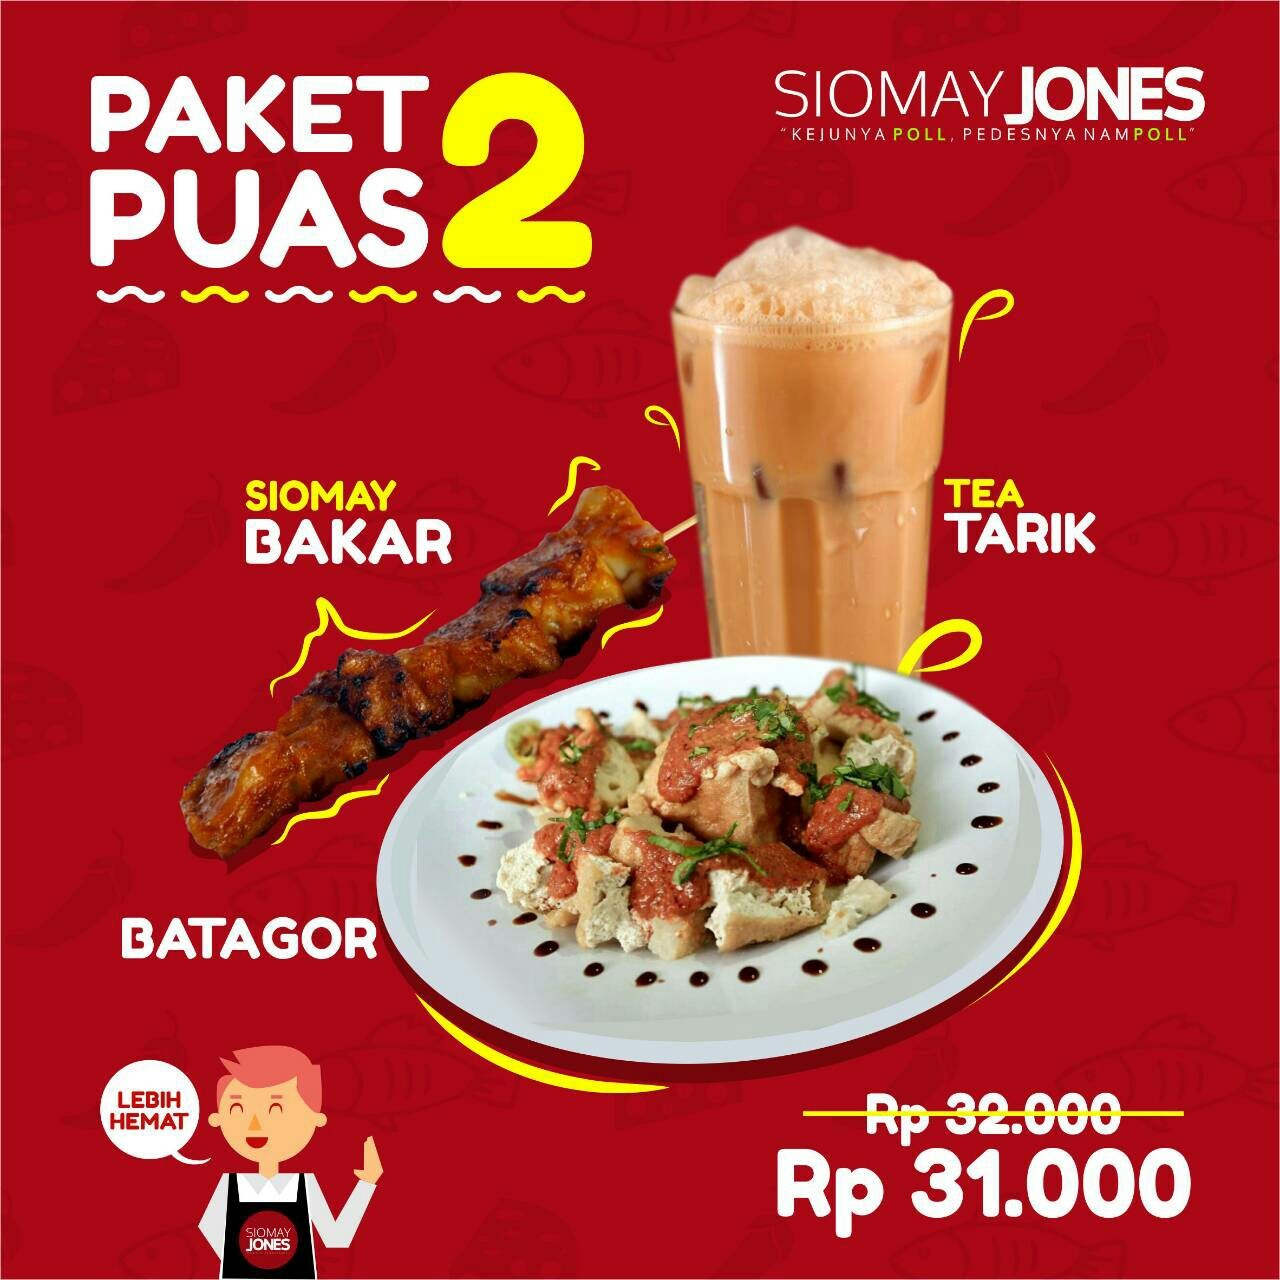 PAKET
PUAS 2
SIOMAY JONES
"KEJUNYA POLL, PEDESNYA NAMPOLL"
SIOMAY
BAKAR
TEA
TARIK
BATAGOR
LEBIH
HEMAT
Rp 32.000
Rp 31.000
SIOMAY
JONES